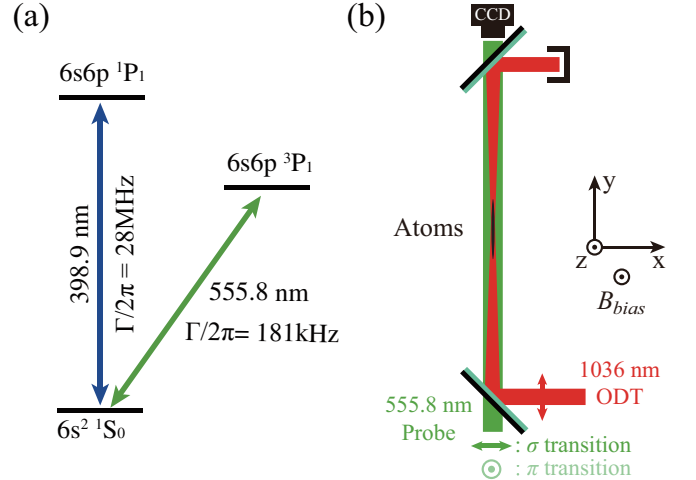 (a)
6s6p ¹P₁
6s6p ³P₁
398.9 nm
Γ/2π = 28MHz
555.8 nm
Γ/2π= 181kHz
6s² ¹S₀
(b)
CCD
Atoms
y
z
x
B_bias
1036 nm
ODT
555.8 nm
Probe
: σ transition
: π transition